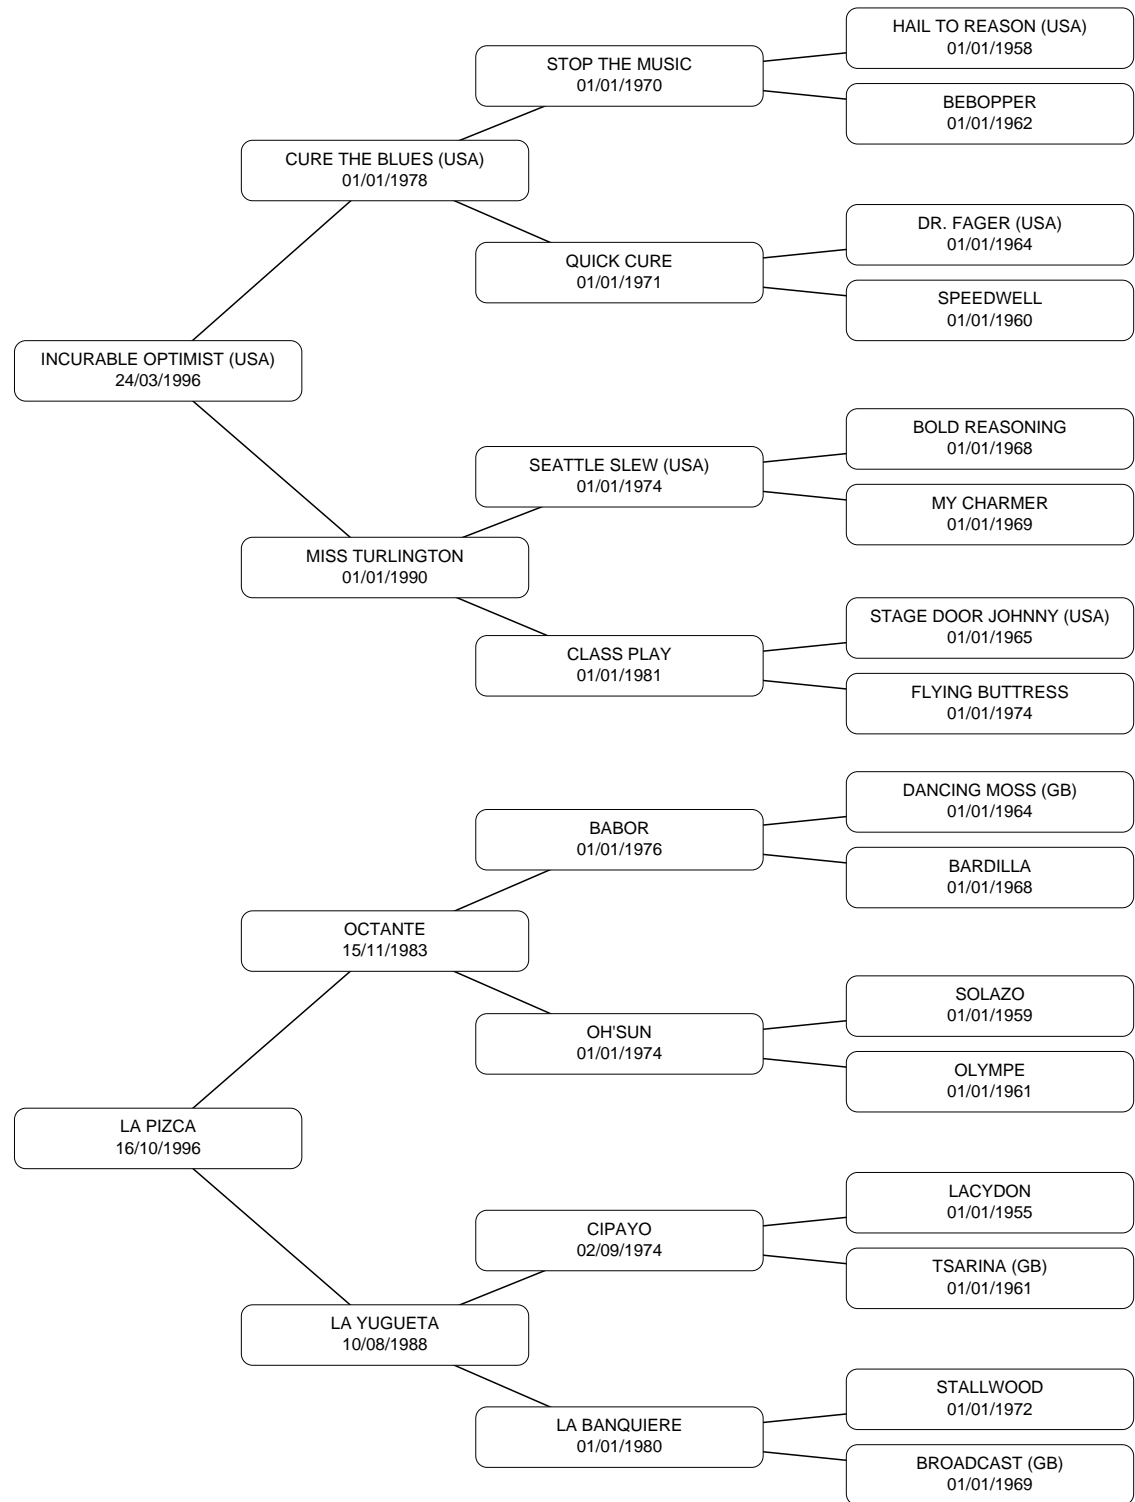 HAIL TO REASON (USA)
01/01/1958
STOP THE MUSIC
01/01/1970
BEBOPPER
01/01/1962
CURE THE BLUES (USA)
01/01/1978
DR. FAGER (USA)
01/01/1964
QUICK CURE
01/01/1971
SPEEDWELL
01/01/1960
INCURABLE OPTIMIST (USA)
24/03/1996
BOLD REASONING
01/01/1968
SEATTLE SLEW (USA)
01/01/1974
MY CHARMER
01/01/1969
MISS TURLINGTON
01/01/1990
STAGE DOOR JOHNNY (USA)
01/01/1965
CLASS PLAY
01/01/1981
FLYING BUTTRESS
01/01/1974
DANCING MOSS (GB)
01/01/1964
BABOR
01/01/1976
BARDILLA
01/01/1968
OCTANTE
15/11/1983
SOLAZO
01/01/1959
OH'SUN
01/01/1974
OLYMPE
01/01/1961
LA PIZCA
16/10/1996
LACYDON
01/01/1955
CIPAYO
02/09/1974
TSARINA (GB)
01/01/1961
LA YUGUETA
10/08/1988
STALLWOOD
01/01/1972
LA BANQUIERE
01/01/1980
BROADCAST (GB)
01/01/1969